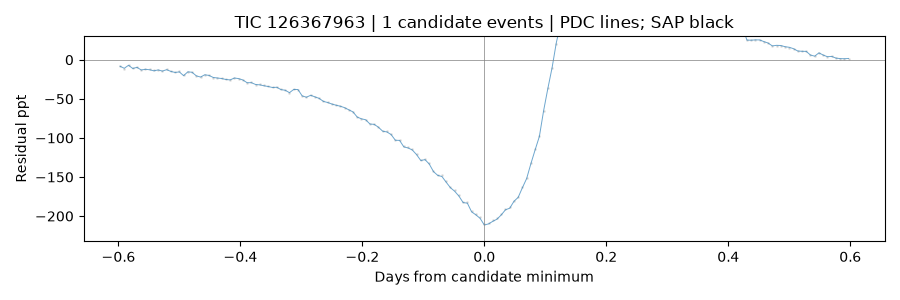 TIC 126367963 | 1 candidate events | PDC lines; SAP black
Residual ppt
0
−50
−100
−150
−200
−0.6 −0.4 −0.2 0.0 0.2 0.4 0.6
Days from candidate minimum